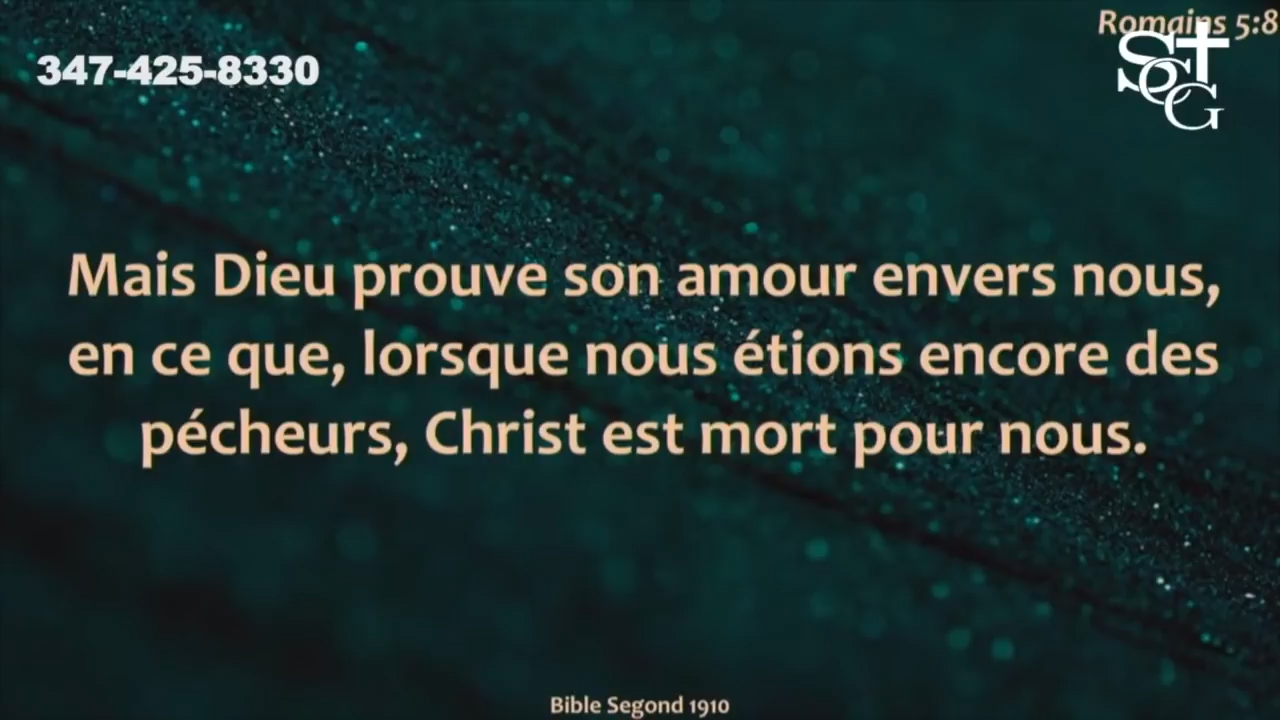 Romains 5:8
347-425-8330
SCG
Mais Dieu prouve son amour envers nous,
en ce que, lorsque nous étions encore des
pécheurs, Christ est mort pour nous.
Bible Segond 1910